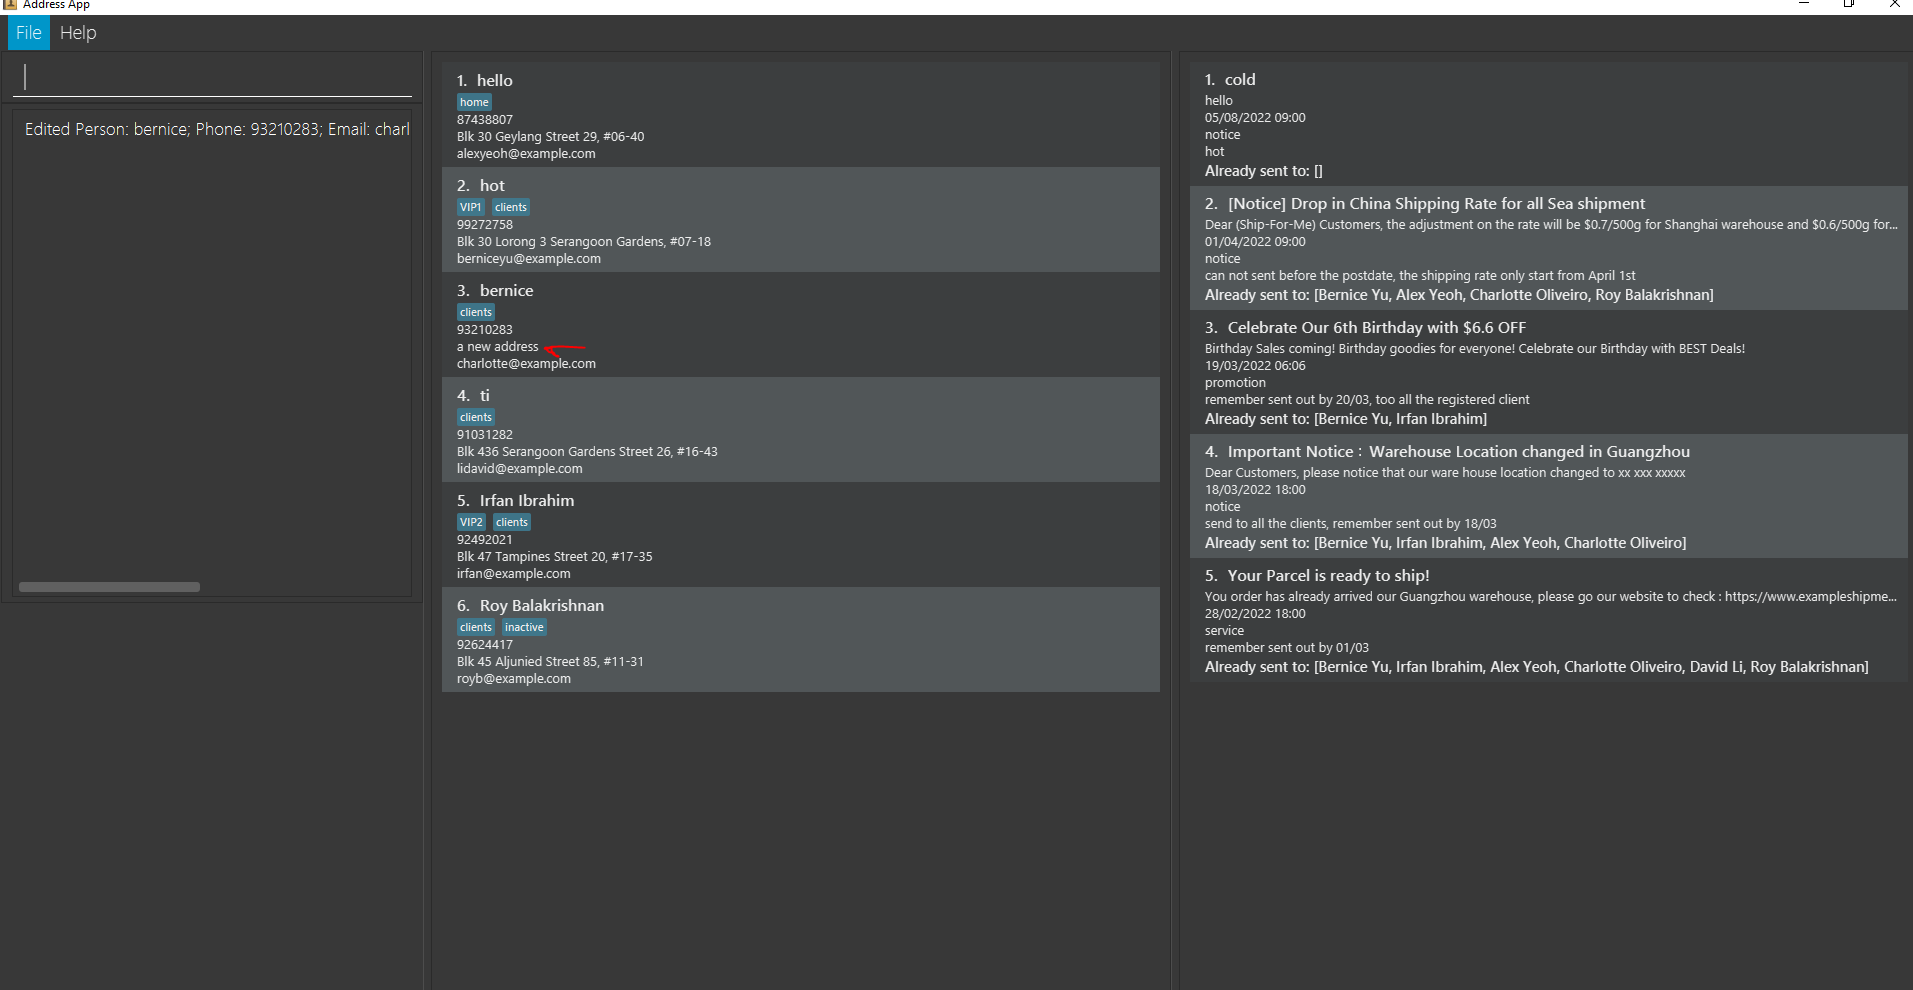 Address App
File Help
Edited Person: bernice; Phone: 93210283; Email: charl
1. hello
home
87438807
Blk 30 Geylang Street 29, #06-40
alexyeoh@example.com
2. hot
VIP1 clients
99272758
Blk 30 Lorong 3 Serangoon Gardens, #07-18
berniceyu@example.com
3. bernice
clients
93210283
a new address
charlotte@example.com
4. ti
clients
91031282
Blk 436 Serangoon Gardens Street 26, #16-43
lidavid@example.com
5. Irfan Ibrahim
VIP2 clients
92492021
Blk 47 Tampines Street 20, #17-35
irfan@example.com
6. Roy Balakrishnan
clients inactive
92624417
Blk 45 Aljunied Street 85, #11-31
royb@example.com
1. cold
hello
05/08/2022 09:00
notice
hot
Already sent to: []
2. [Notice] Drop in China Shipping Rate for all Sea shipment
Dear (Ship-For-Me) Customers, the adjustment on the rate will be $0.7/500g for Shanghai warehouse and $0.6/500g for...
01/04/2022 09:00
notice
can not sent before the postdate, the shipping rate only start from April 1st
Already sent to: [Bernice Yu, Alex Yeoh, Charlotte Oliveiro, Roy Balakrishnan]
3. Celebrate Our 6th Birthday with $6.6 OFF
Birthday Sales coming! Birthday goodies for everyone! Celebrate our Birthday with BEST Deals!
19/03/2022 06:06
promotion
remember sent out by 20/03, too all the registered client
Already sent to: [Bernice Yu, Irfan Ibrahim]
4. Important Notice : Warehouse Location changed in Guangzhou
Dear Customers, please notice that our ware house location changed to xx xxx xxxxx
18/03/2022 18:00
notice
send to all the clients, remember sent out by 18/03
Already sent to: [Bernice Yu, Irfan Ibrahim, Alex Yeoh, Charlotte Oliveiro]
5. Your Parcel is ready to ship!
You order has already arrived our Guangzhou warehouse, please go our website to check : https://www.exampleshipme...
28/02/2022 18:00
service
remember sent out by 01/03
Already sent to: [Bernice Yu, Irfan Ibrahim, Alex Yeoh, Charlotte Oliveiro, David Li, Roy Balakrishnan]